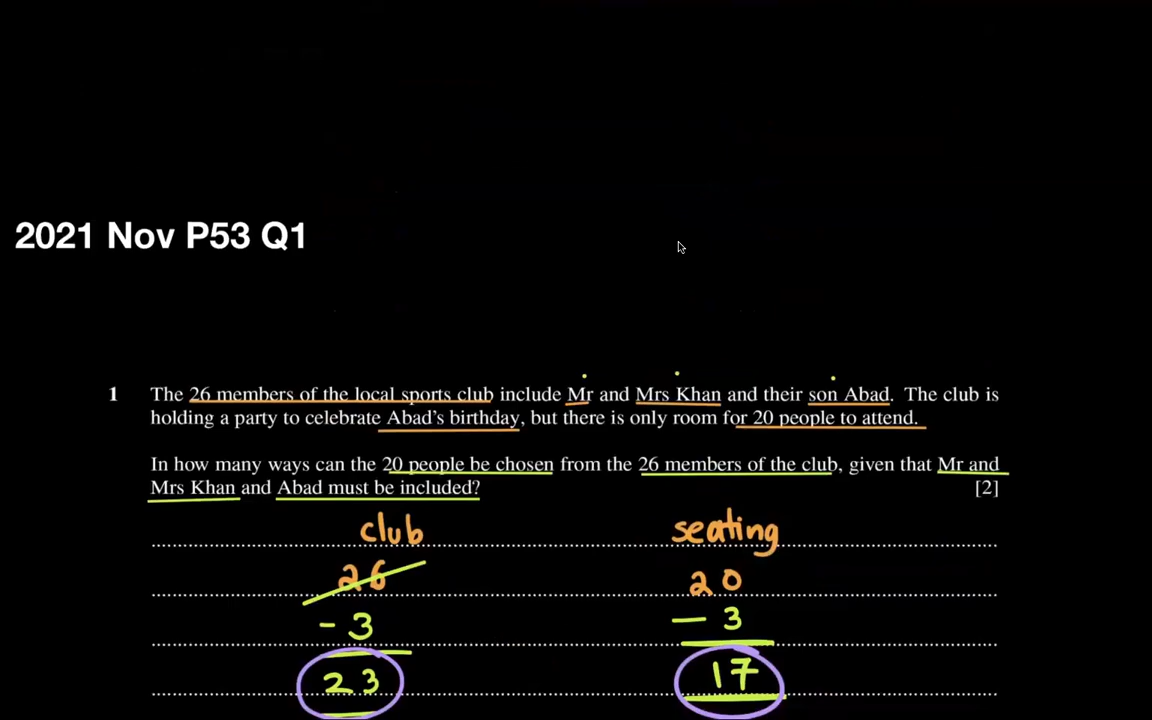 2021 Nov P53 Q1
1 The 26 members of the local sports club include Mr and Mrs Khan and their son Abad. The club is
holding a party to celebrate Abad's birthday, but there is only room for 20 people to attend.
In how many ways can the 20 people be chosen from the 26 members of the club, given that Mr and
Mrs Khan and Abad must be included? [2]
club seating
26 20
- 3 - 3
23 17